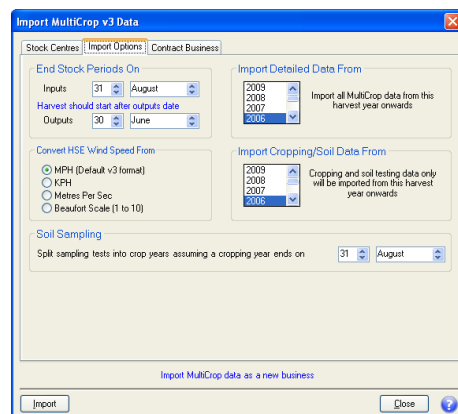 Import MultiCrop v3 Data
Stock Centres Import Options Contract Business
End Stock Periods On
Inputs 31 August
Harvest should start after outputs date
Outputs 30 June
Import Detailed Data From
2009
2008
2007
2006
Import all MultiCrop data from this
harvest year onwards
Convert HSE Wind Speed From
MPH (Default v3 format)
KPH
Metres Per Sec
Beaufort Scale (1 to 10)
Import Cropping/Soil Data From
2009
2008
2007
2006
Cropping and soil testing data only
will be imported from this harvest
year onwards
Soil Sampling
Split sampling tests into crop years assuming a cropping year ends on 31 August
Import MultiCrop data as a new business
Import Close ?